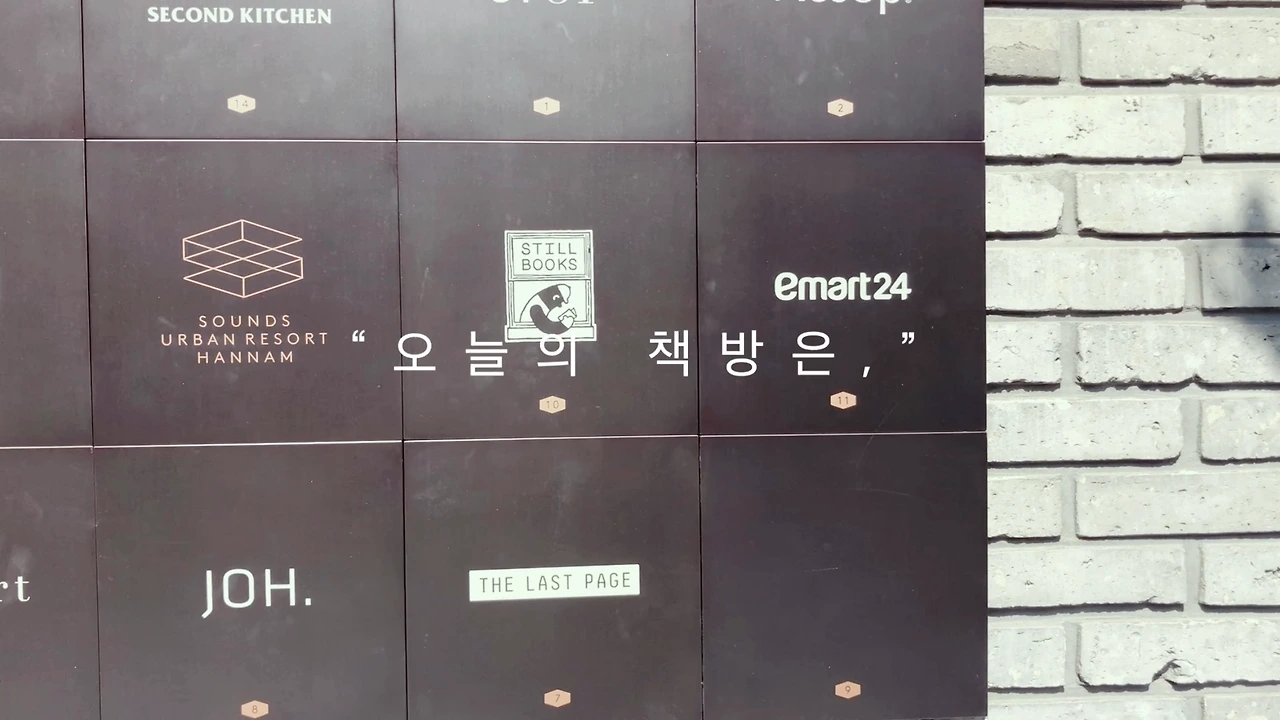 SECOND KITCHEN
14
1
2
STILL
BOOKS
emart24
SOUNDS
URBAN RESORT
HANNAM
“ 오늘의 책방은, ”
10
11
JOH.
THE LAST PAGE
8
7
9